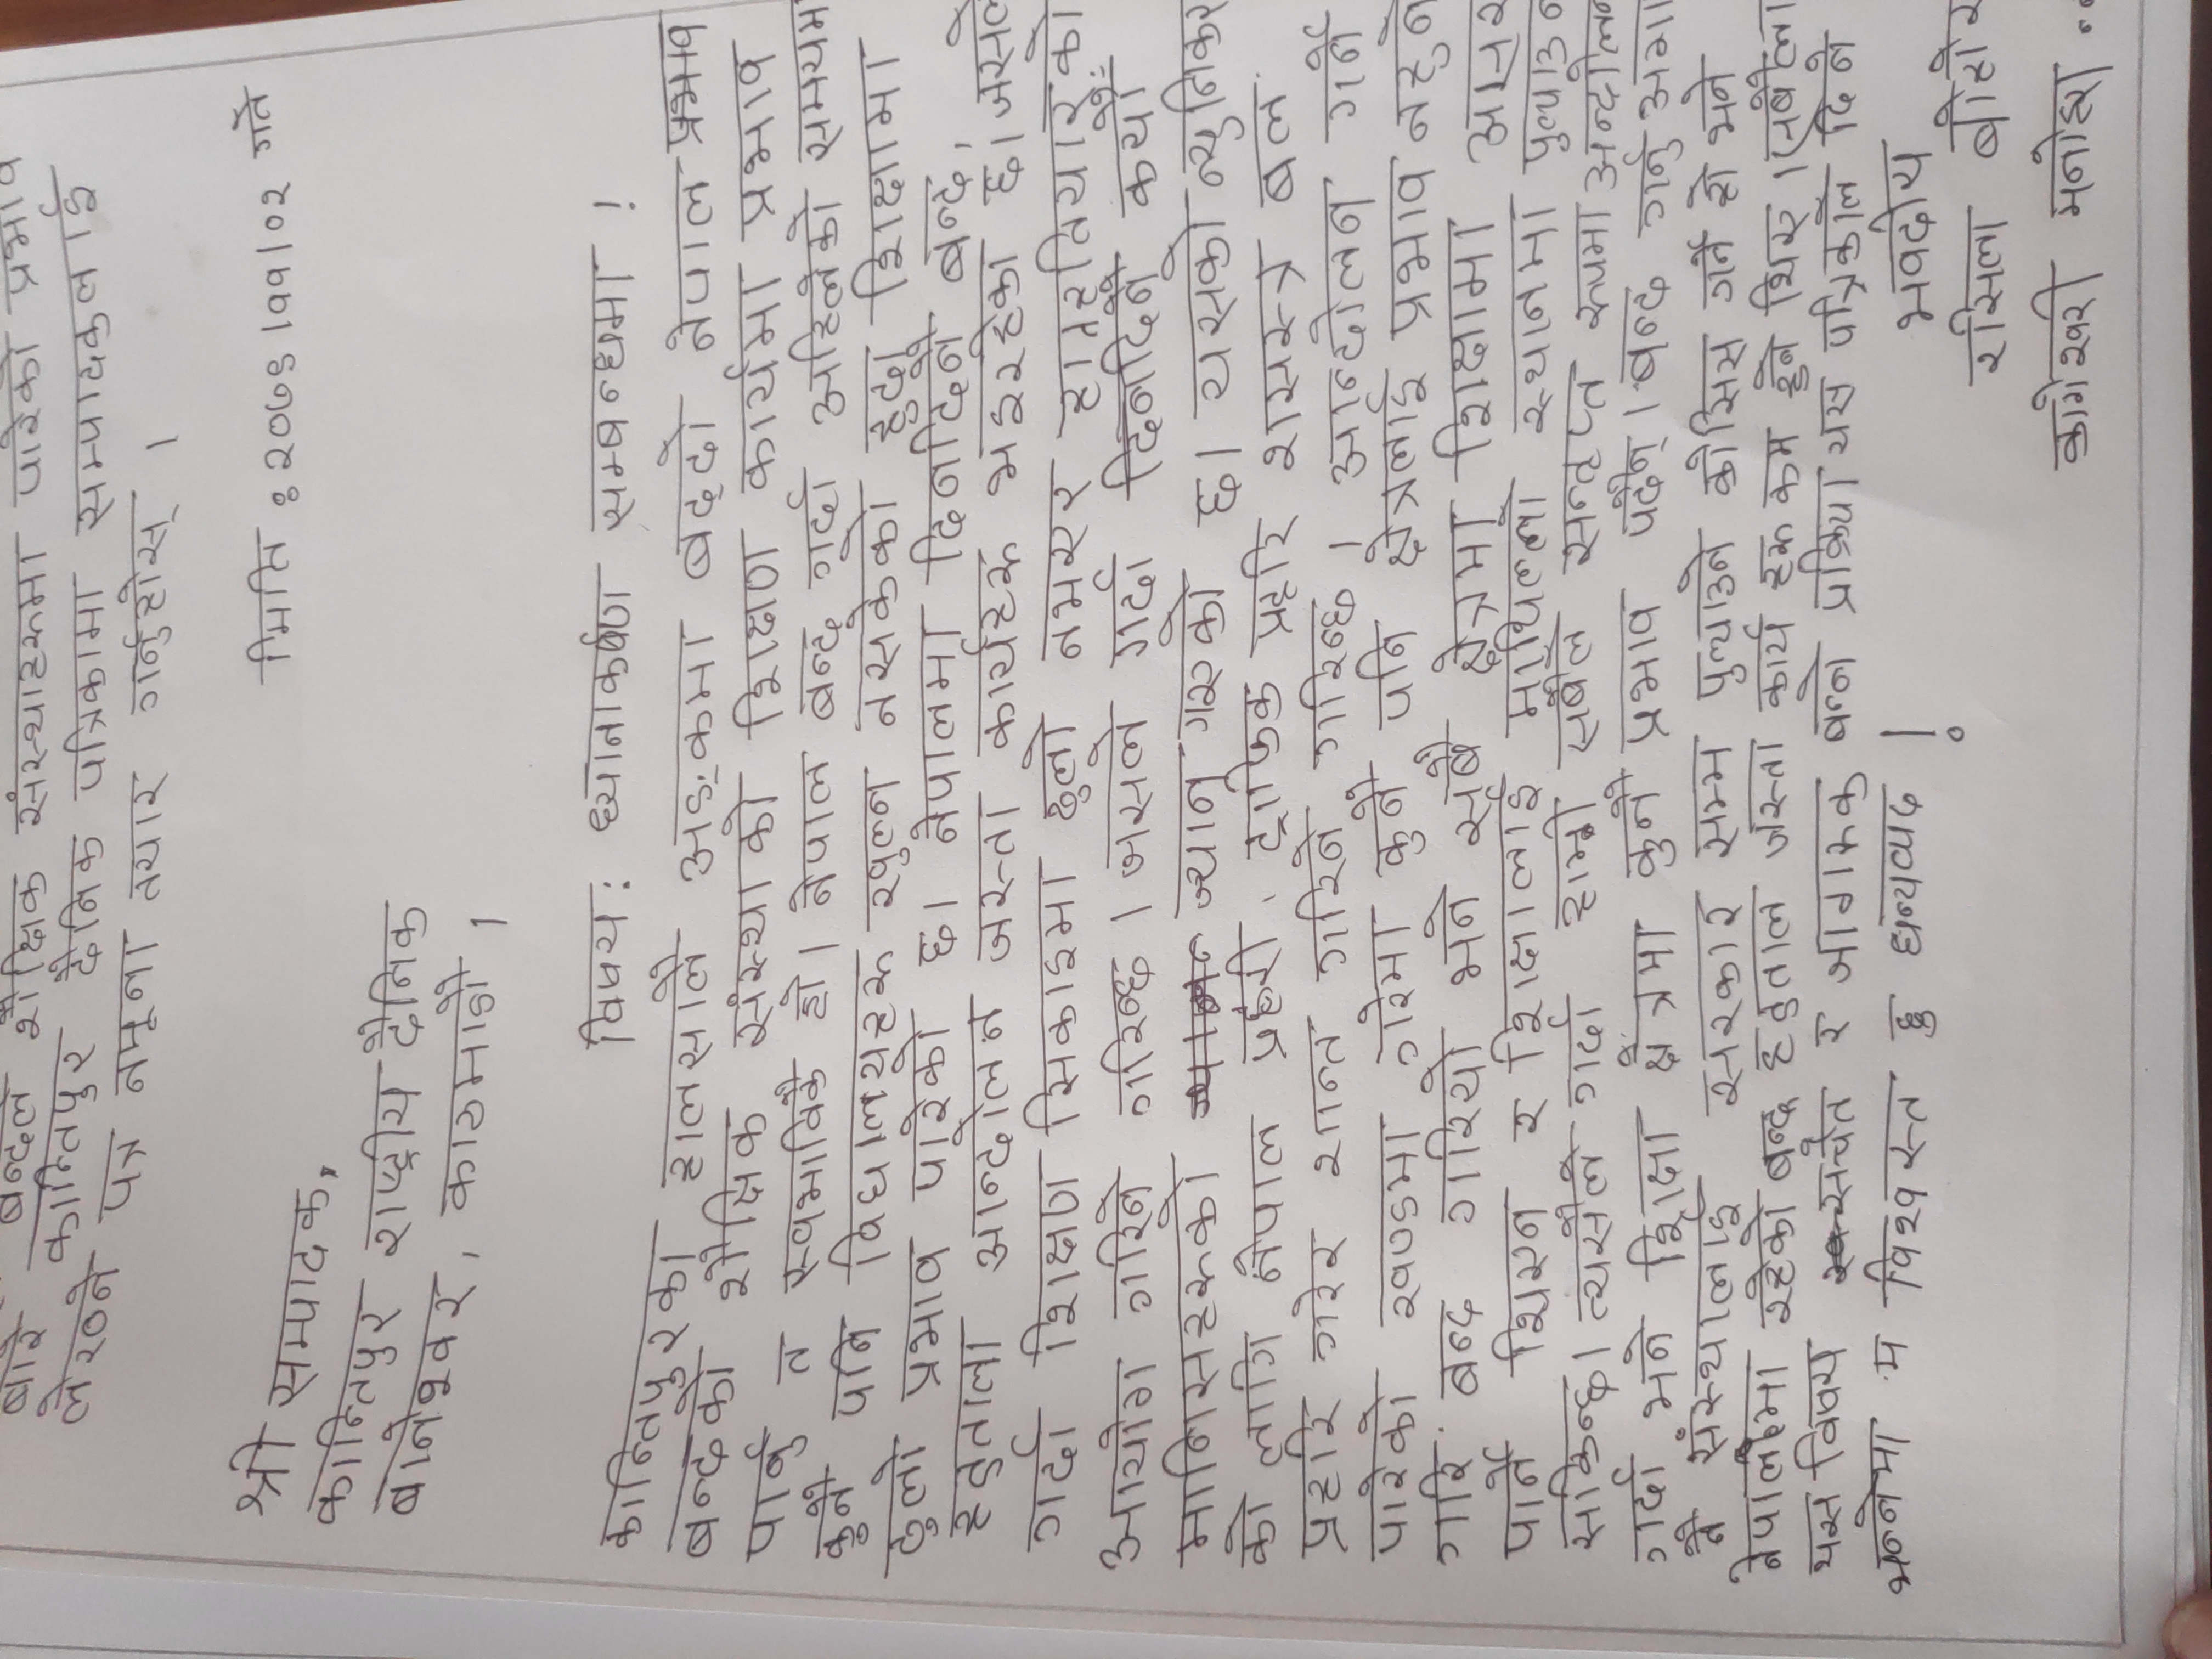 बारे बन्दले शैक्षिक संस्थाहरुमा पारेको प्रभाव
कान्तिपुर दैनिक पत्रिकामा सम्पादकलाई
लेख्ने पत्र नमूना तयार गर्नुहोस् ।
मिति : २०७९।११।०२ गते
श्री सम्पादक,
कान्तिपुर राष्ट्रीय दैनिक
बानेश्वर, काठमाडौ ।
विषय : ध्यानाकर्षण सम्बन्धमा !
कान्तिपुरका हालसालै अङ्कमा बद्दो नेपाल प्रभाव
बन्दको शैक्षिक संस्थाको शिक्षण कार्यमा प्रभाव
पार्नु त स्वभाविकै हो। नेपाल बन्द गर्दा अहिलेको समयम
कुनै पनि विधालयहरु खुल्न नसकेको हुदा शिक्षामा
ठुलो प्रभाव पारेको छ। नेपालमा दिनदिनै बन्द,
हडताला आन्दोलन जस्ता कार्यहरु भइरहेका छ। जसले
गर्दा शिक्षण सिकाइमा ठुलो नभएर हातहतियारको
आयोग गरिने गरिन्छ । जसले गर्दा दिनदिनै कयौं
मानिसहरुको ज्यान गएको छ। यसको न्युनिकर
को लागि नेपाल प्रहरी, ट्राफिक प्रहरि शसस्त्र बल
प्रहरि गरेर शान्त गरिने गरिन्छ । आन्दोलन गर्ने
पारेको खण्डमा गरेमा कुनै पनि क्षेत्रलाई प्रभाव नहुने
गरि बन्द गरियो भने सबै क्षेत्रमा शिक्षामा असर
पार्ने थिएन र शिक्षालाई माथिल्लो स्थानमा पुल्याउन
सकिन्छ। त्यसैले गर्दा हामी सबैले सन्तृप्त रुपमा अन्दोलन
गर्दा भने शिक्षा क्षेत्रमा कुनै प्रभाव पर्दैन्। बन्द गर्नु अगा
नै संस्थालाई सरकार सम्म पुल्याउने कोसिस गर्ने हो भने
नेपालमा रहेको बन्द हडताल जस्ता कार्य हरु कम हुने थिए । सबैला
यस विषय सचेत र जागरुक बन्ने प्रक्रिया यस पत्रिकाले दिने
भन्नेमा म विश्वस्त छु धन्यव्याद !
भवदीय
रसिला बोहोर
कागेश्वरी मनोहरा ..